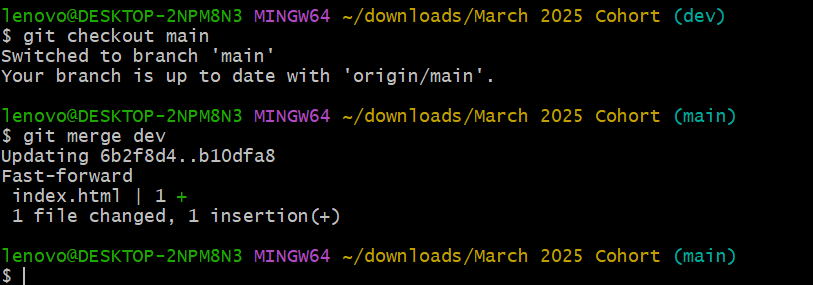 lenovo@DESKTOP-2NPM8N3 MINGW64 ~/downloads/March 2025 Cohort (dev)
$ git checkout main
Switched to branch 'main'
Your branch is up to date with 'origin/main'.
lenovo@DESKTOP-2NPM8N3 MINGW64 ~/downloads/March 2025 Cohort (main)
$ git merge dev
Updating 6b2f8d4..b10dfa8
Fast-forward
 index.html | 1 +
 1 file changed, 1 insertion(+)
lenovo@DESKTOP-2NPM8N3 MINGW64 ~/downloads/March 2025 Cohort (main)
$